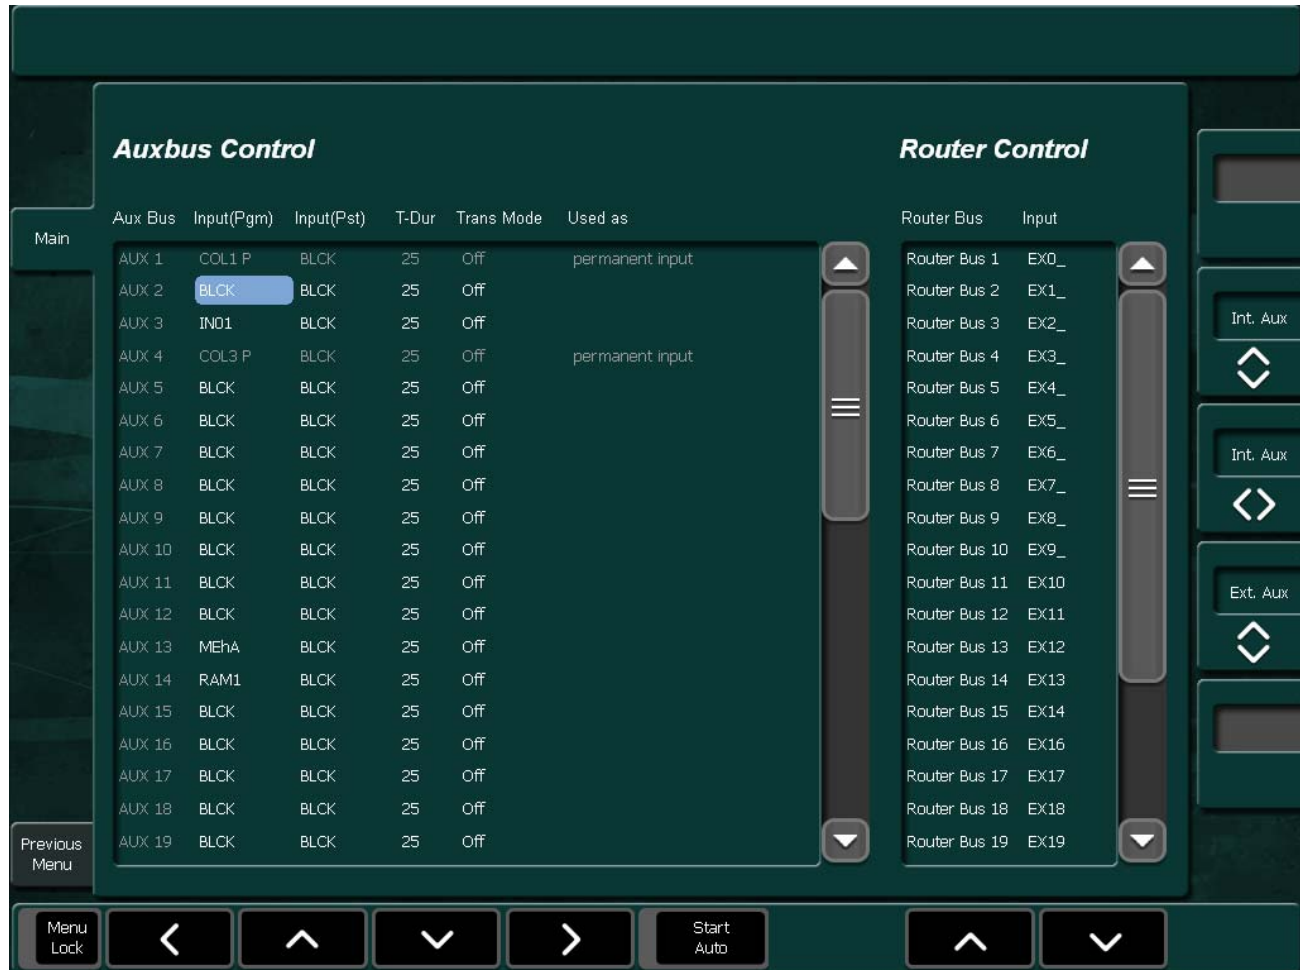 Auxbus Control Router Control
Aux Bus Input(Pgm) Input(Pst) T-Dur Trans Mode Used as Router Bus Input
Main
AUX 1 COL1 P BLCK 25 Off permanent input Router Bus 1 EX0_
AUX 2 BLCK BLCK 25 Off Router Bus 2 EX1_
AUX 3 IN01 BLCK 25 Off Router Bus 3 EX2_
Int. Aux
AUX 4 COL3 P BLCK 25 Off permanent input Router Bus 4 EX3_
AUX 5 BLCK BLCK 25 Off Router Bus 5 EX4_
AUX 6 BLCK BLCK 25 Off Router Bus 6 EX5_
AUX 7 BLCK BLCK 25 Off Router Bus 7 EX6_
Int. Aux
AUX 8 BLCK BLCK 25 Off Router Bus 8 EX7_
AUX 9 BLCK BLCK 25 Off Router Bus 9 EX8_
AUX 10 BLCK BLCK 25 Off Router Bus 10 EX9_
AUX 11 BLCK BLCK 25 Off Router Bus 11 EX10
Ext. Aux
AUX 12 BLCK BLCK 25 Off Router Bus 12 EX11
AUX 13 MEhA BLCK 25 Off Router Bus 13 EX12
AUX 14 RAM1 BLCK 25 Off Router Bus 14 EX13
AUX 15 BLCK BLCK 25 Off Router Bus 15 EX14
AUX 16 BLCK BLCK 25 Off Router Bus 16 EX16
AUX 17 BLCK BLCK 25 Off Router Bus 17 EX17
AUX 18 BLCK BLCK 25 Off Router Bus 18 EX18
AUX 19 BLCK BLCK 25 Off Router Bus 19 EX19
Previous
Menu
Menu
Lock
Start
Auto